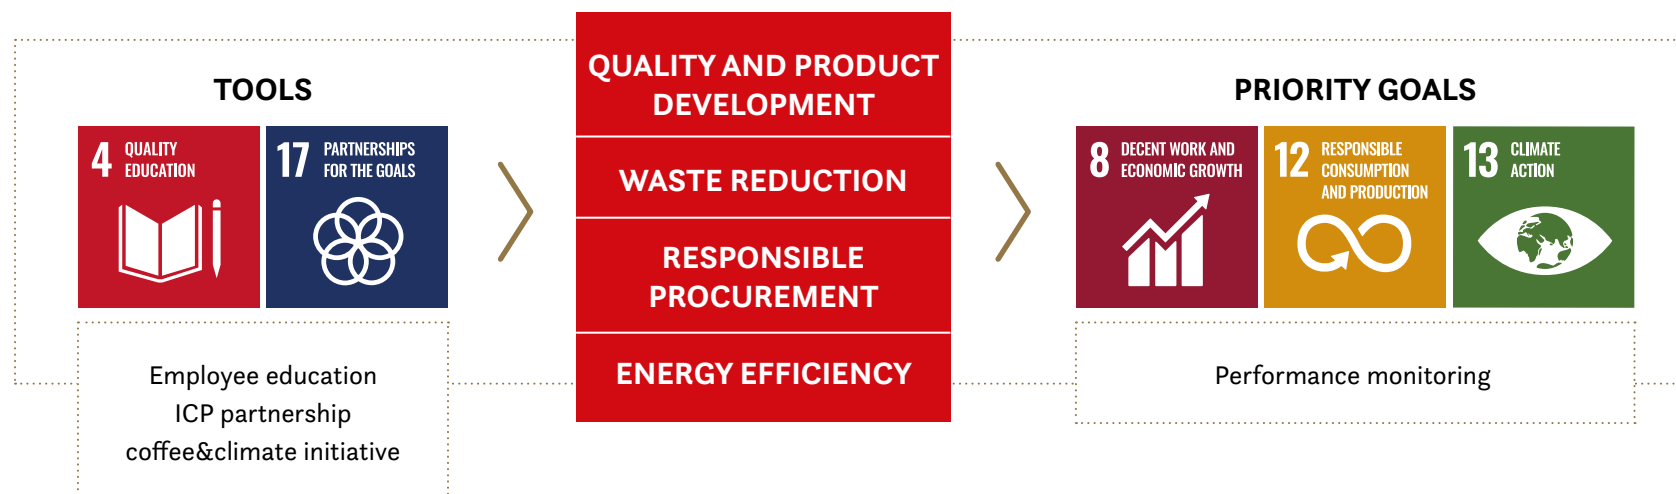 TOOLS
4 QUALITY
EDUCATION
17 PARTNERSHIPS
FOR THE GOALS
Employee education
ICP partnership
coffee&climate initiative
QUALITY AND PRODUCT
DEVELOPMENT
WASTE REDUCTION
RESPONSIBLE
PROCUREMENT
ENERGY EFFICIENCY
PRIORITY GOALS
8 DECENT WORK AND
ECONOMIC GROWTH
12 RESPONSIBLE
CONSUMPTION
AND PRODUCTION
13 CLIMATE
ACTION
Performance monitoring